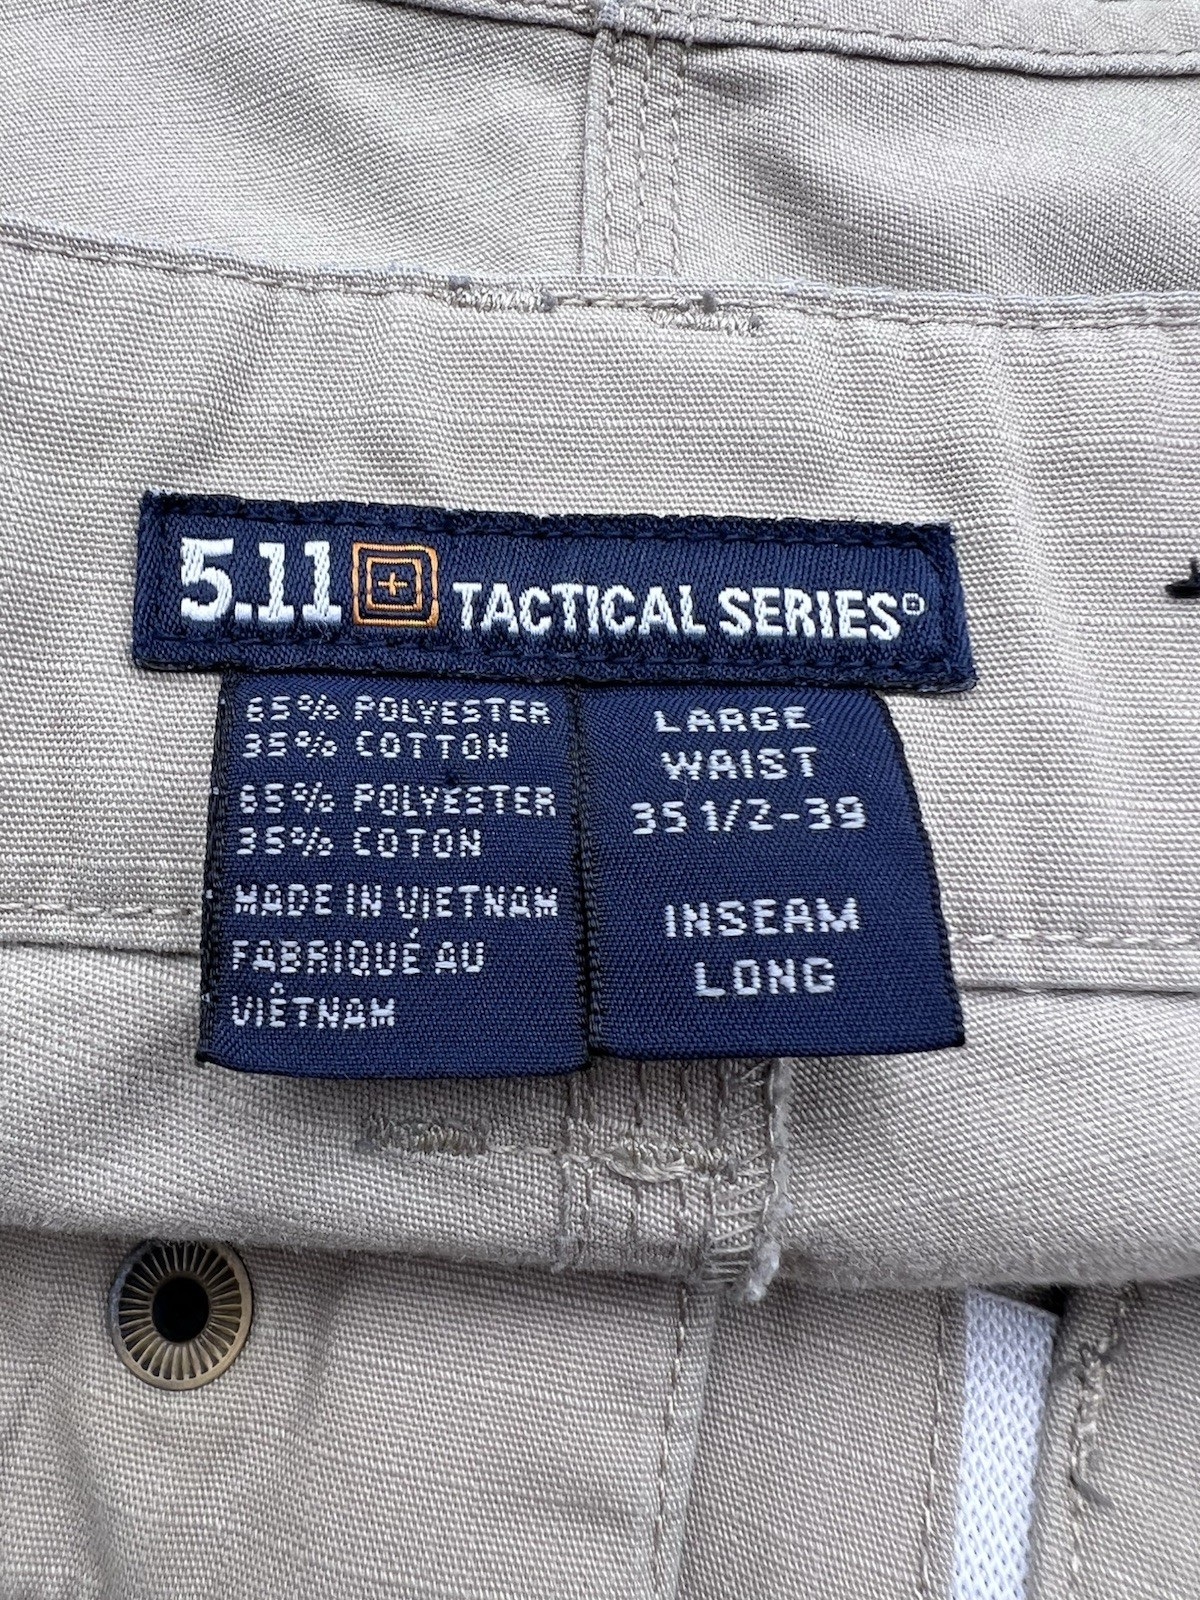 5.11 TACTICAL SERIES
65% POLYESTER
35% COTTON
65% POLYESTER
35% COTON
MADE IN VIETNAM
FABRIQUÉ AU
VIÊTNAM
LARGE
WAIST
35 1/2-39
INSEAM
LONG